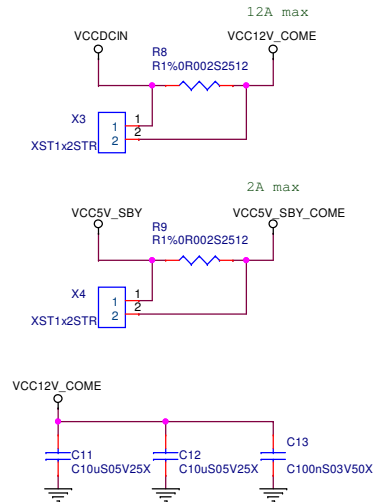 12A max
VCCDCIN
VCC12V_COME
R8
R1%0R002S2512
X3
1
2
1
2
XST1x2STR
2A max
VCC5V_SBY
VCC5V_SBY_COME
R9
R1%0R002S2512
X4
1
2
1
2
XST1x2STR
VCC12V_COME
C11
C10uS05V25X
C12
C10uS05V25X
C13
C100nS03V50X